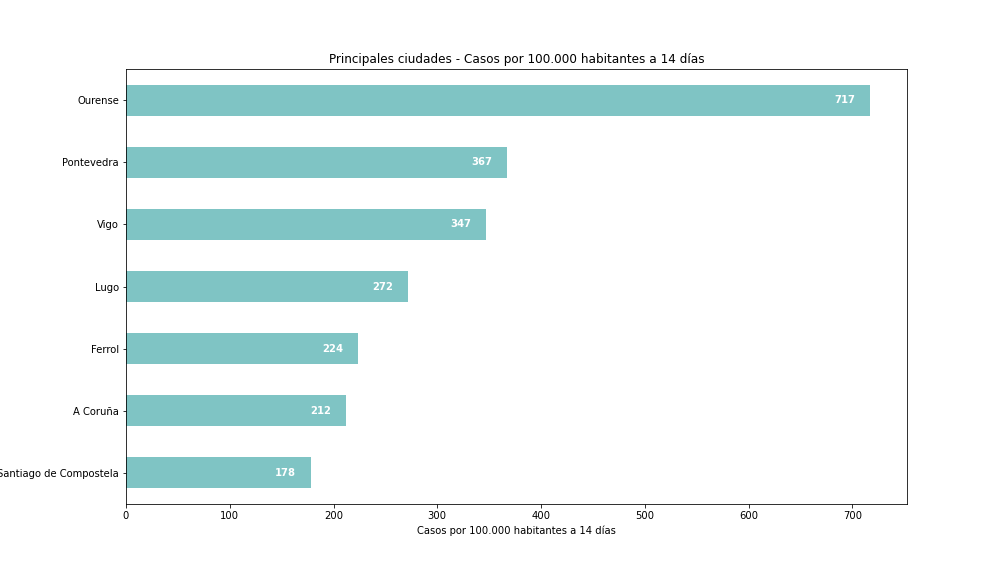 Principales ciudades - Casos por 100.000 habitantes a 14 días
Ourense 717
Pontevedra 367
Vigo 347
Lugo 272
Ferrol 224
A Coruña 212
Santiago de Compostela 178
0 100 200 300 400 500 600 700
Casos por 100.000 habitantes a 14 días